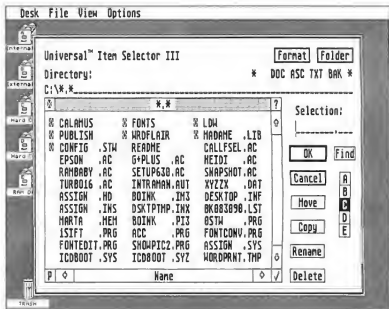 Desk File View Options
Universal™ Item Selector III
Format Folder
Directory:
* DOC ASC TXT BAK *
C:\*.*
*.* ?
CALAMUS FONTS LDW
PUBLISH WRDFLAIR MADAME .LIB
CONFIG .STW README CALLFSEL.AC
EPSON .AC G+PLUS .AC HEIDI .AC
RAMBABY .AC SETUP630.AC SNAPSHOT.AC
TURBO16 .AC INTRAMAN.AUT XYZZX .DAT
ASSIGN .HD BOINK .IM3 DESKTOP .INF
ASSIGN .INS DSKTPTMP.INX BK083090.LST
MARTA .MEM BOINK .PI3 0STW .PRG
1SIFT .PRG ACC .PRG FONTCONV.PRG
FONTEDIT.PRG SHOWPIC2.PRG ASSIGN .SYS
ICDBOOT .SYZ ICD8OOT .SYZ WORDPRNT.TMP
P Name √
Selection:
OK Find
Cancel
Move
Copy
Rename
Delete
A
B
C
D
E
TRASH